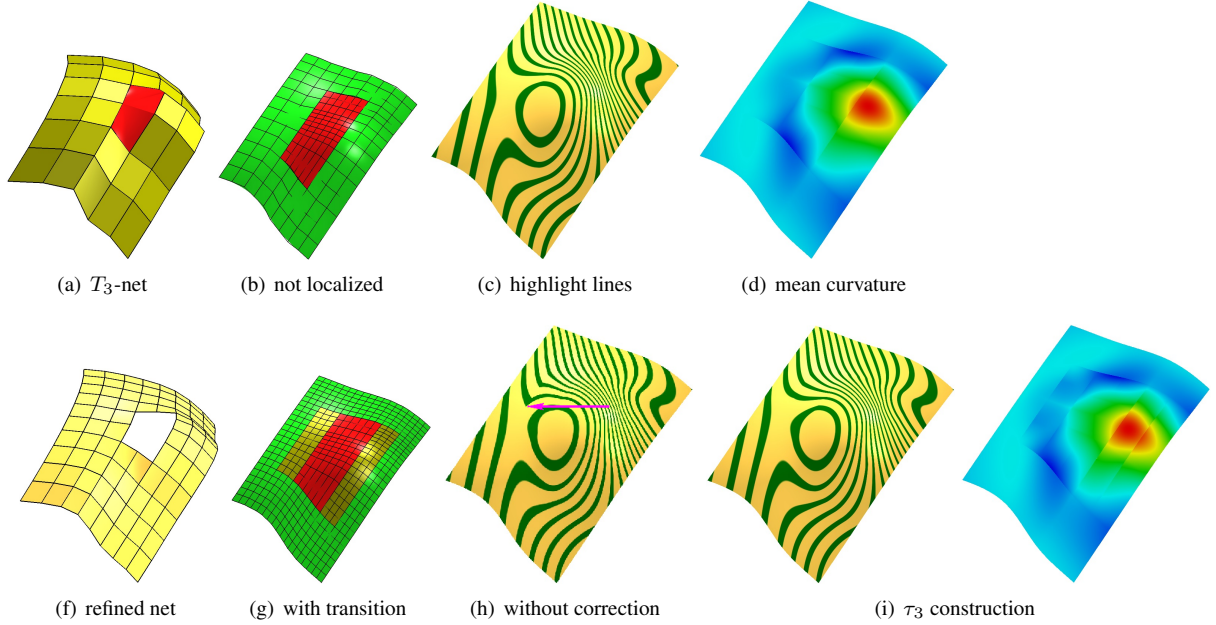 (a) T₃-net
(b) not localized
(c) highlight lines
(d) mean curvature
(f) refined net
(g) with transition
(h) without correction
(i) τ₃ construction